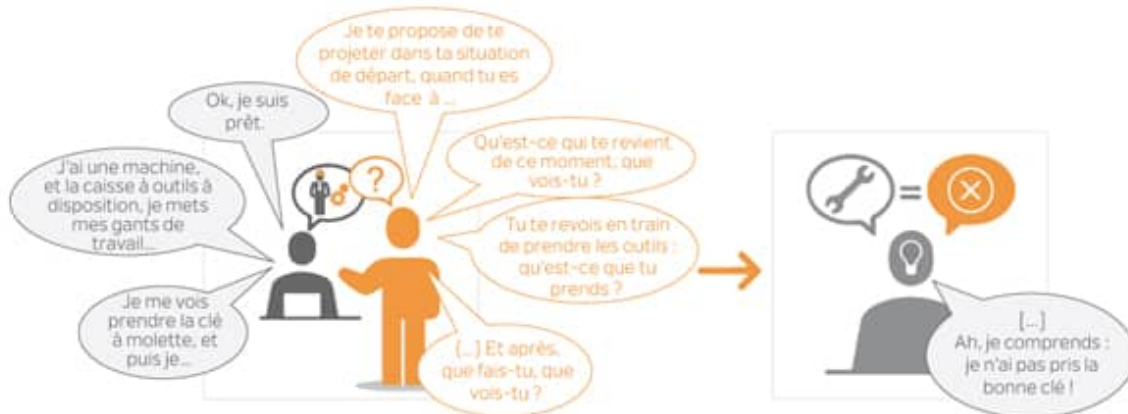 Je te propose de te
projeter dans ta situation
de départ, quand tu es
face à ...
Ok, je suis
prêt.
Qu'est-ce qui te revient
de ce moment, que
vois-tu ?
J'ai une machine,
et la caisse à outils à
disposition, je mets
mes gants de
travail...
Tu te revois en train
de prendre les outils :
qu'est-ce que tu
prends ?
Je me vois
prendre la clé
à molette, et
puis je...
[...] Et après,
que fais-tu, que
vois-tu ?
?
=
[...]
Ah, je comprends :
je n'ai pas pris la
bonne clé !